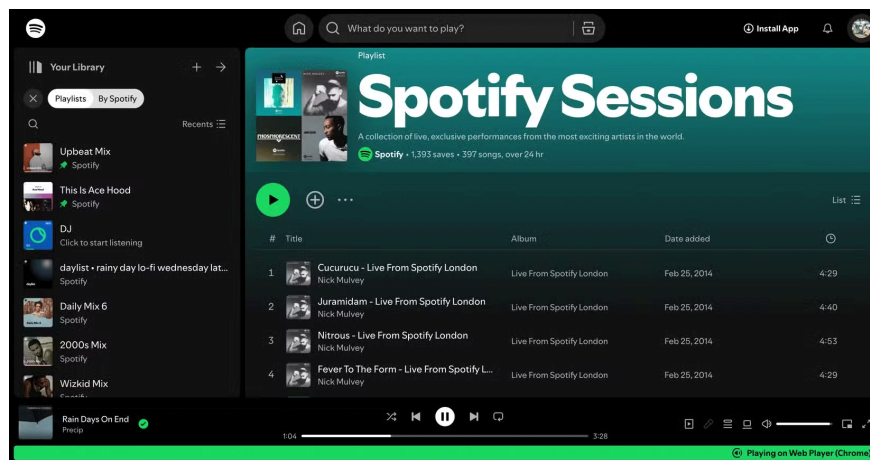 What do you want to play?
Install App
Your Library
Playlists By Spotify
Recents
Upbeat Mix
Spotify
This Is Ace Hood
Spotify
DJ
Click to start listening
daylist • rainy day lo-fi wednesday lat...
Spotify
Daily Mix 6
Spotify
2000s Mix
Spotify
Wizkid Mix
Playlist
Spotify Sessions
A collection of live, exclusive performances from the most exciting artists in the world.
Spotify • 1,393 saves • 397 songs, over 24 hr
PHOSPHORESCENT
List
# Title Album Date added
1 Cucurucu - Live From Spotify London Live From Spotify London Feb 25, 2014 4:29
Nick Mulvey
2 Juramidam - Live From Spotify London Live From Spotify London Feb 25, 2014 4:40
Nick Mulvey
3 Nitrous - Live From Spotify London Live From Spotify London Feb 25, 2014 4:53
Nick Mulvey
4 Fever To The Form - Live From Spotify L... Live From Spotify London Feb 25, 2014 4:29
Nick Mulvey
Rain Days On End
Precip
1:04 3:28
Playing on Web Player (Chrome)